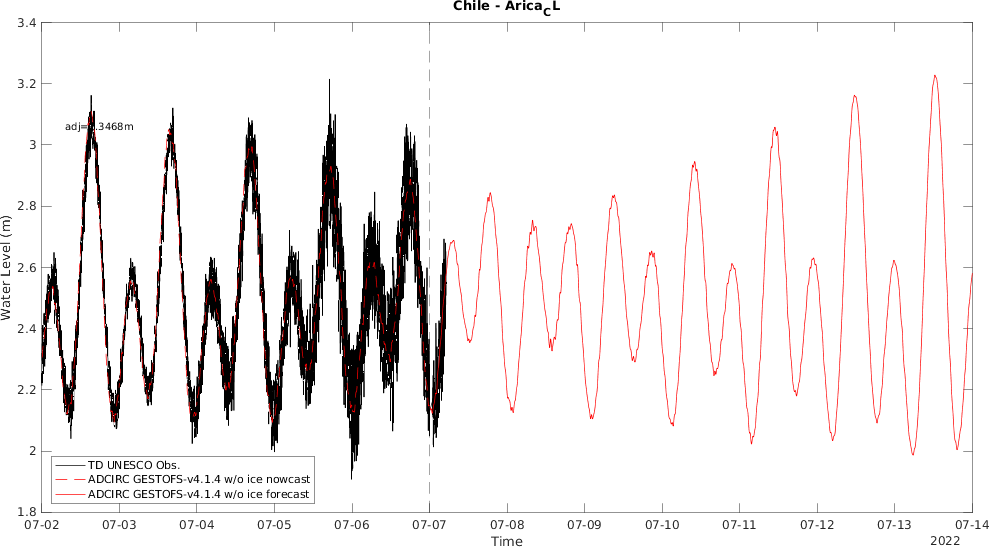 Chile - Arica_CL
3.4
3.2
3
2.8
2.6
2.4
2.2
2
1.8
Water Level (m)
TD UNESCO Obs.
ADCIRC GESTOFS-v4.1.4 w/o ice nowcast
ADCIRC GESTOFS-v4.1.4 w/o ice forecast
07-02 07-03 07-04 07-05 07-06 07-07 07-08 07-09 07-10 07-11 07-12 07-13 07-14
Time
2022